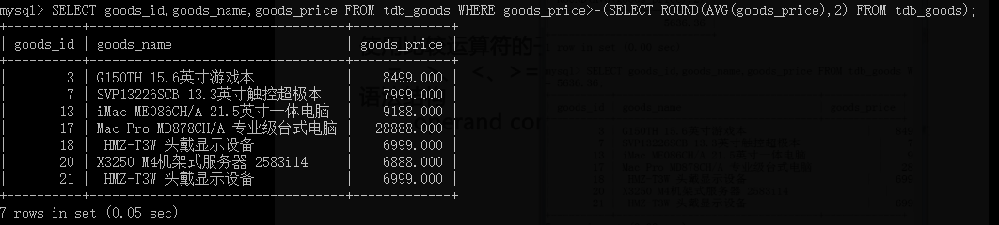 mysql> SELECT goods_id,goods_name,goods_price FROM tdb_goods WHERE goods_price>=(SELECT ROUND(AVG(goods_price),2) FROM tdb_goods);
+----------+----------------------------------+-------------+
| goods_id | goods_name | goods_price |
+----------+----------------------------------+-------------+
| 3 | G150TH 15.6英寸游戏本 | 8499.000 |
| 7 | SVP13226SCB 13.3英寸触控超极本 | 7999.000 |
| 13 | iMac ME086CH/A 21.5英寸一体电脑 | 9188.000 |
| 17 | Mac Pro MD878CH/A 专业级台式电脑 | 28888.000 |
| 18 | HMZ-T3W 头戴显示设备 | 6999.000 |
| 20 | X3250 M4机架式服务器 2583i14 | 6888.000 |
| 21 | HMZ-T3W 头戴显示设备 | 6999.000 |
+----------+----------------------------------+-------------+
7 rows in set (0.05 sec)